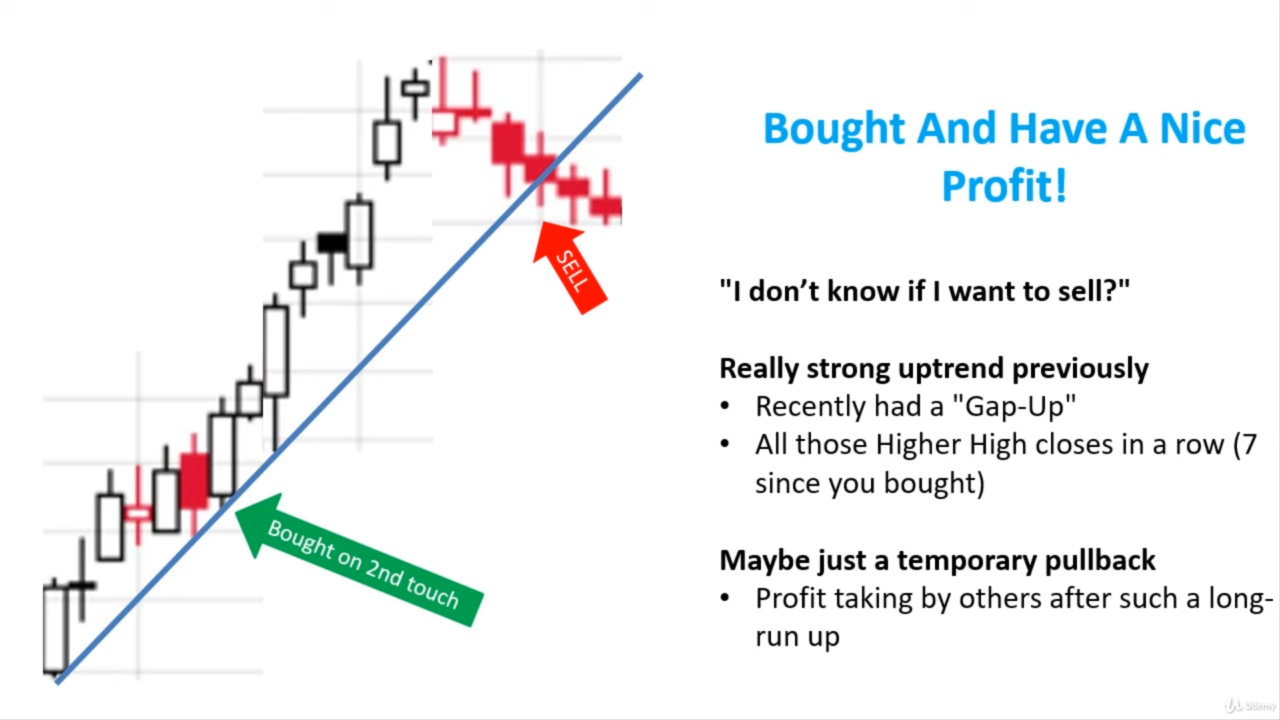 Bought And Have A Nice
Profit!
SELL
"I don’t know if I want to sell?"
Really strong uptrend previously
• Recently had a "Gap-Up"
• All those Higher High closes in a row (7
since you bought)
Bought on 2nd touch
Maybe just a temporary pullback
• Profit taking by others after such a long-
run up
Udemy